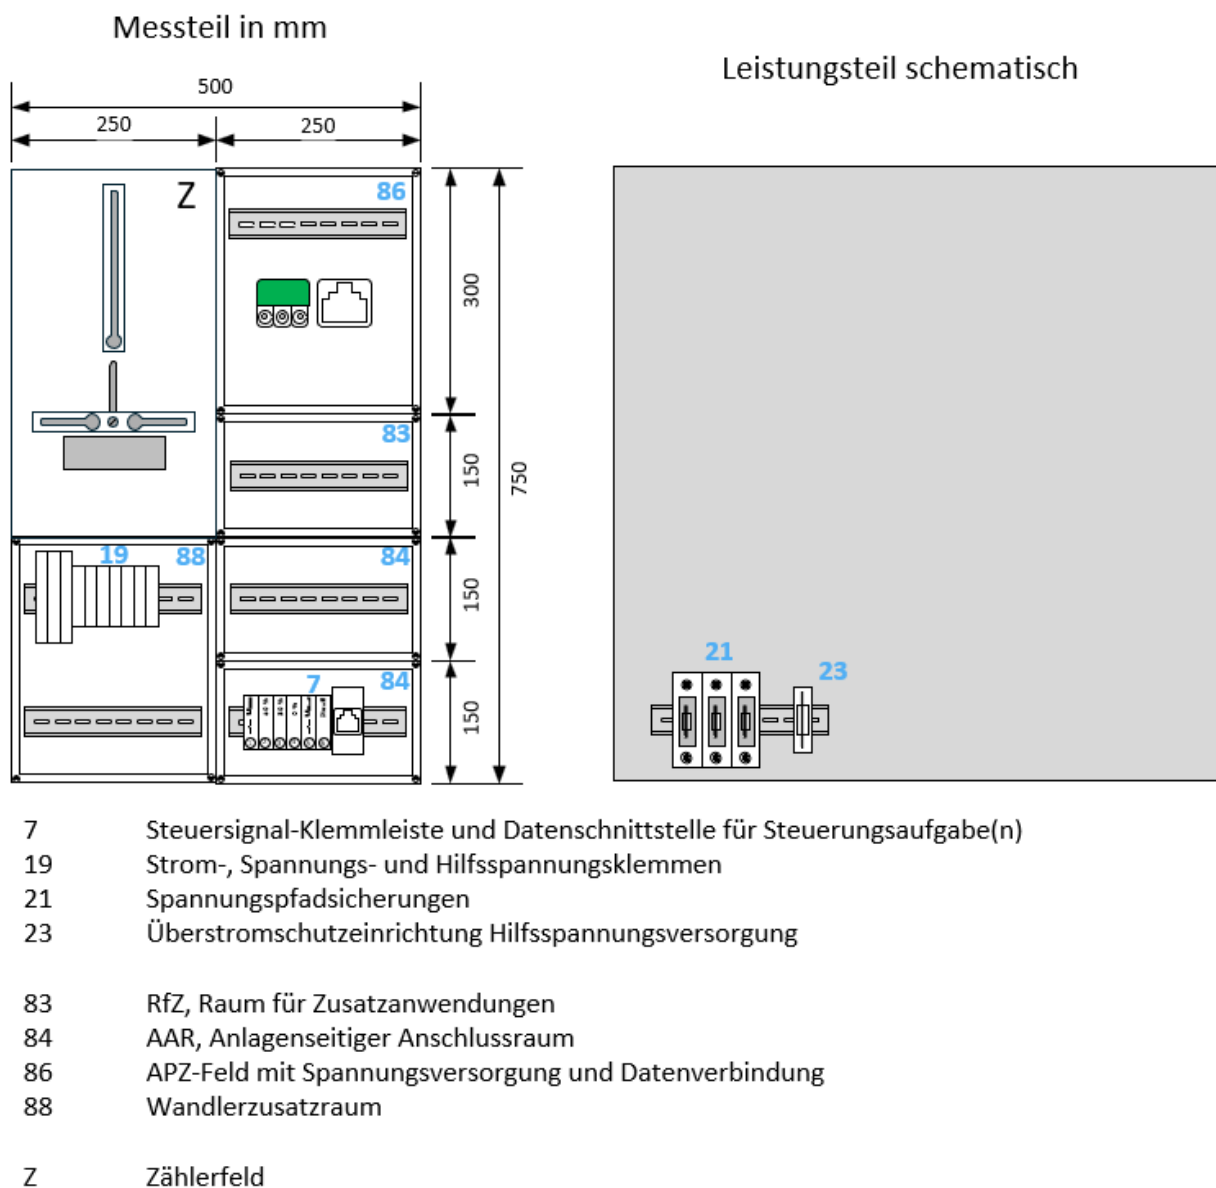 Messteil in mm
Leistungsteil schematisch
500
250
250
Z
86
300
83
150
750
19
88
84
150
7
84
150
21
23
7 Steuersignal-Klemmleiste und Datenschnittstelle für Steuerungsaufgabe(n)
19 Strom-, Spannungs- und Hilfsspannungsklemmen
21 Spannungspfadsicherungen
23 Überstromschutzeinrichtung Hilfsspannungsversorgung
83 RfZ, Raum für Zusatzanwendungen
84 AAR, Anlagenseitiger Anschlussraum
86 APZ-Feld mit Spannungsversorgung und Datenverbindung
88 Wandlerzusatzraum
Z Zählerfeld